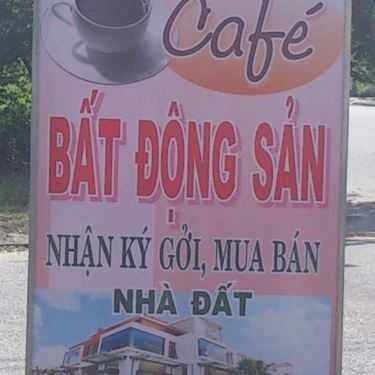 Café
BẤT ĐỘNG SẢN
NHẬN KÝ GỞI, MUA BÁN
NHÀ ĐẤT